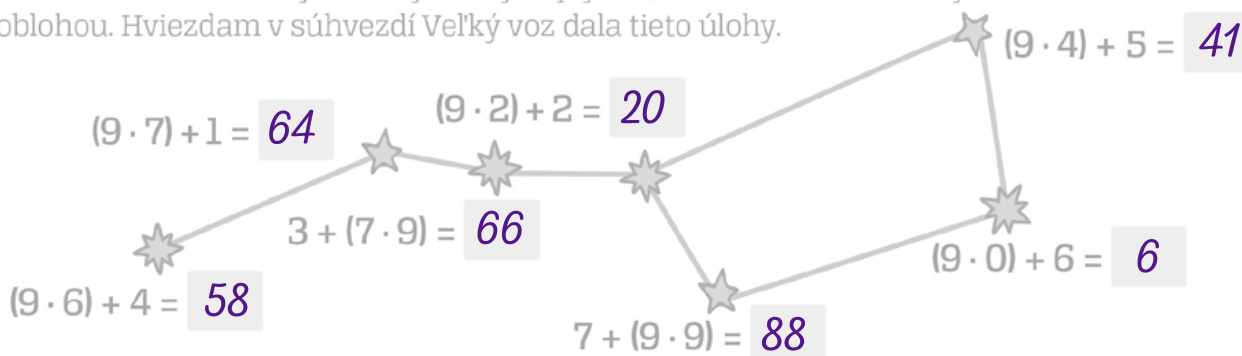 oblohou. Hviezdam v súhvezdí Veľký voz dala tieto úlohy.
(9 · 4) + 5 = 41
(9 · 2) + 2 = 20
(9 · 7) + 1 = 64
3 + (7 · 9) = 66
(9 · 0) + 6 = 6
(9 · 6) + 4 = 58
7 + (9 · 9) = 88